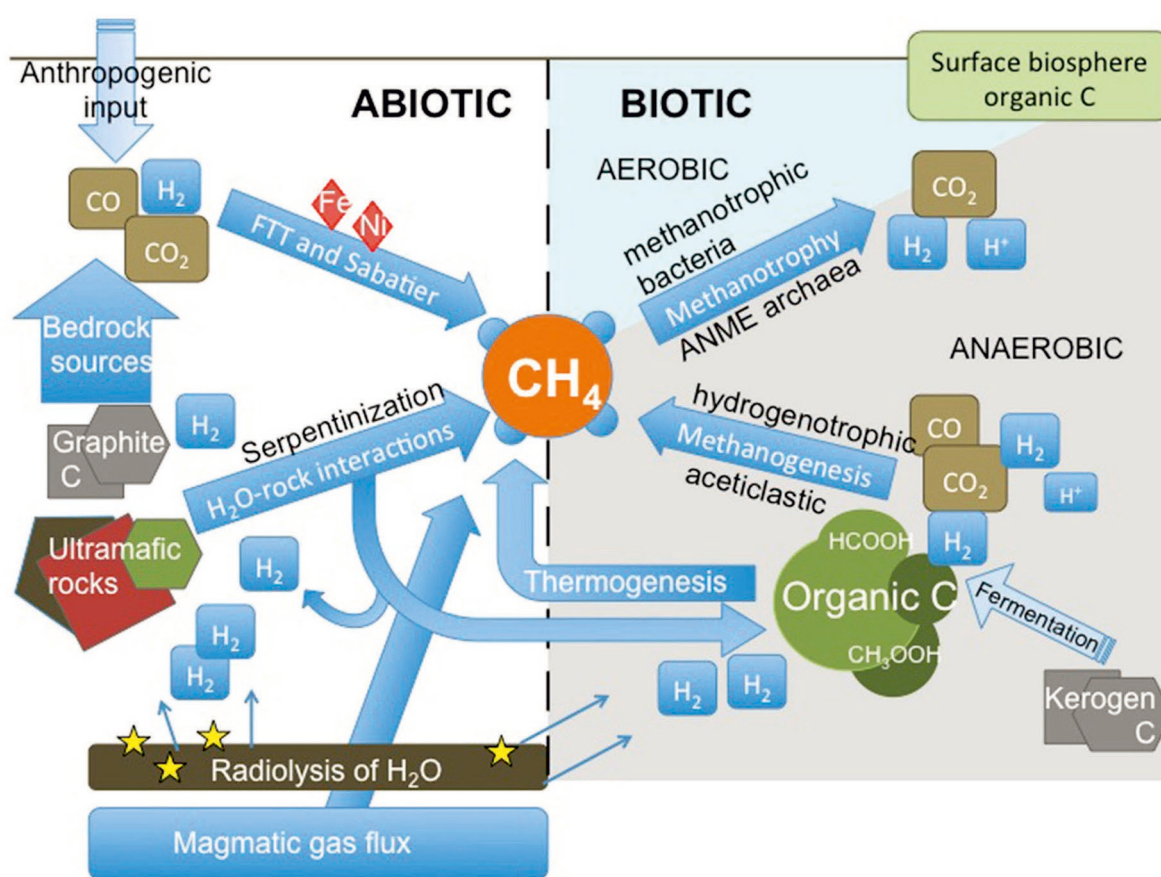 Anthropogenic
input
ABIOTIC
BIOTIC
Surface biosphere
organic C
CO
H₂
CO₂
Fe
Ni
FTT and Sabatier
AEROBIC
methanotrophic
bacteria
Methanotrophy
ANME archaea
CO₂
H₂
H⁺
Bedrock
sources
CH₄
ANAEROBIC
Graphite
C
H₂
Serpentinization
H₂O-rock interactions
hydrogenotrophic
Methanogenesis
aceticlastic
CO
H₂
CO₂
H⁺
H₂
Ultramafic
rocks
H₂
Thermogenesis
HCOOH
Organic C
CH₃OOH
Fermentation
H₂
H₂
H₂
H₂
Kerogen
C
Radiolysis of H₂O
Magmatic gas flux